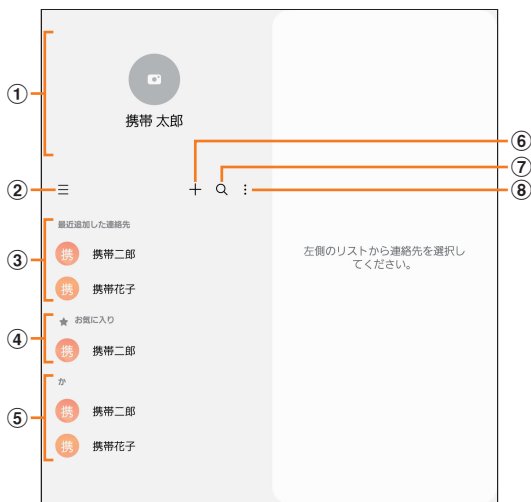 ①
携帯 太郎
⑥
⑦
②
⑧
最近追加した連絡先
③
携 携帯二郎
携 携帯花子
左側のリストから連絡先を選択し
てください。
④
★ お気に入り
携 携帯二郎
⑤
か
携 携帯二郎
携 携帯花子